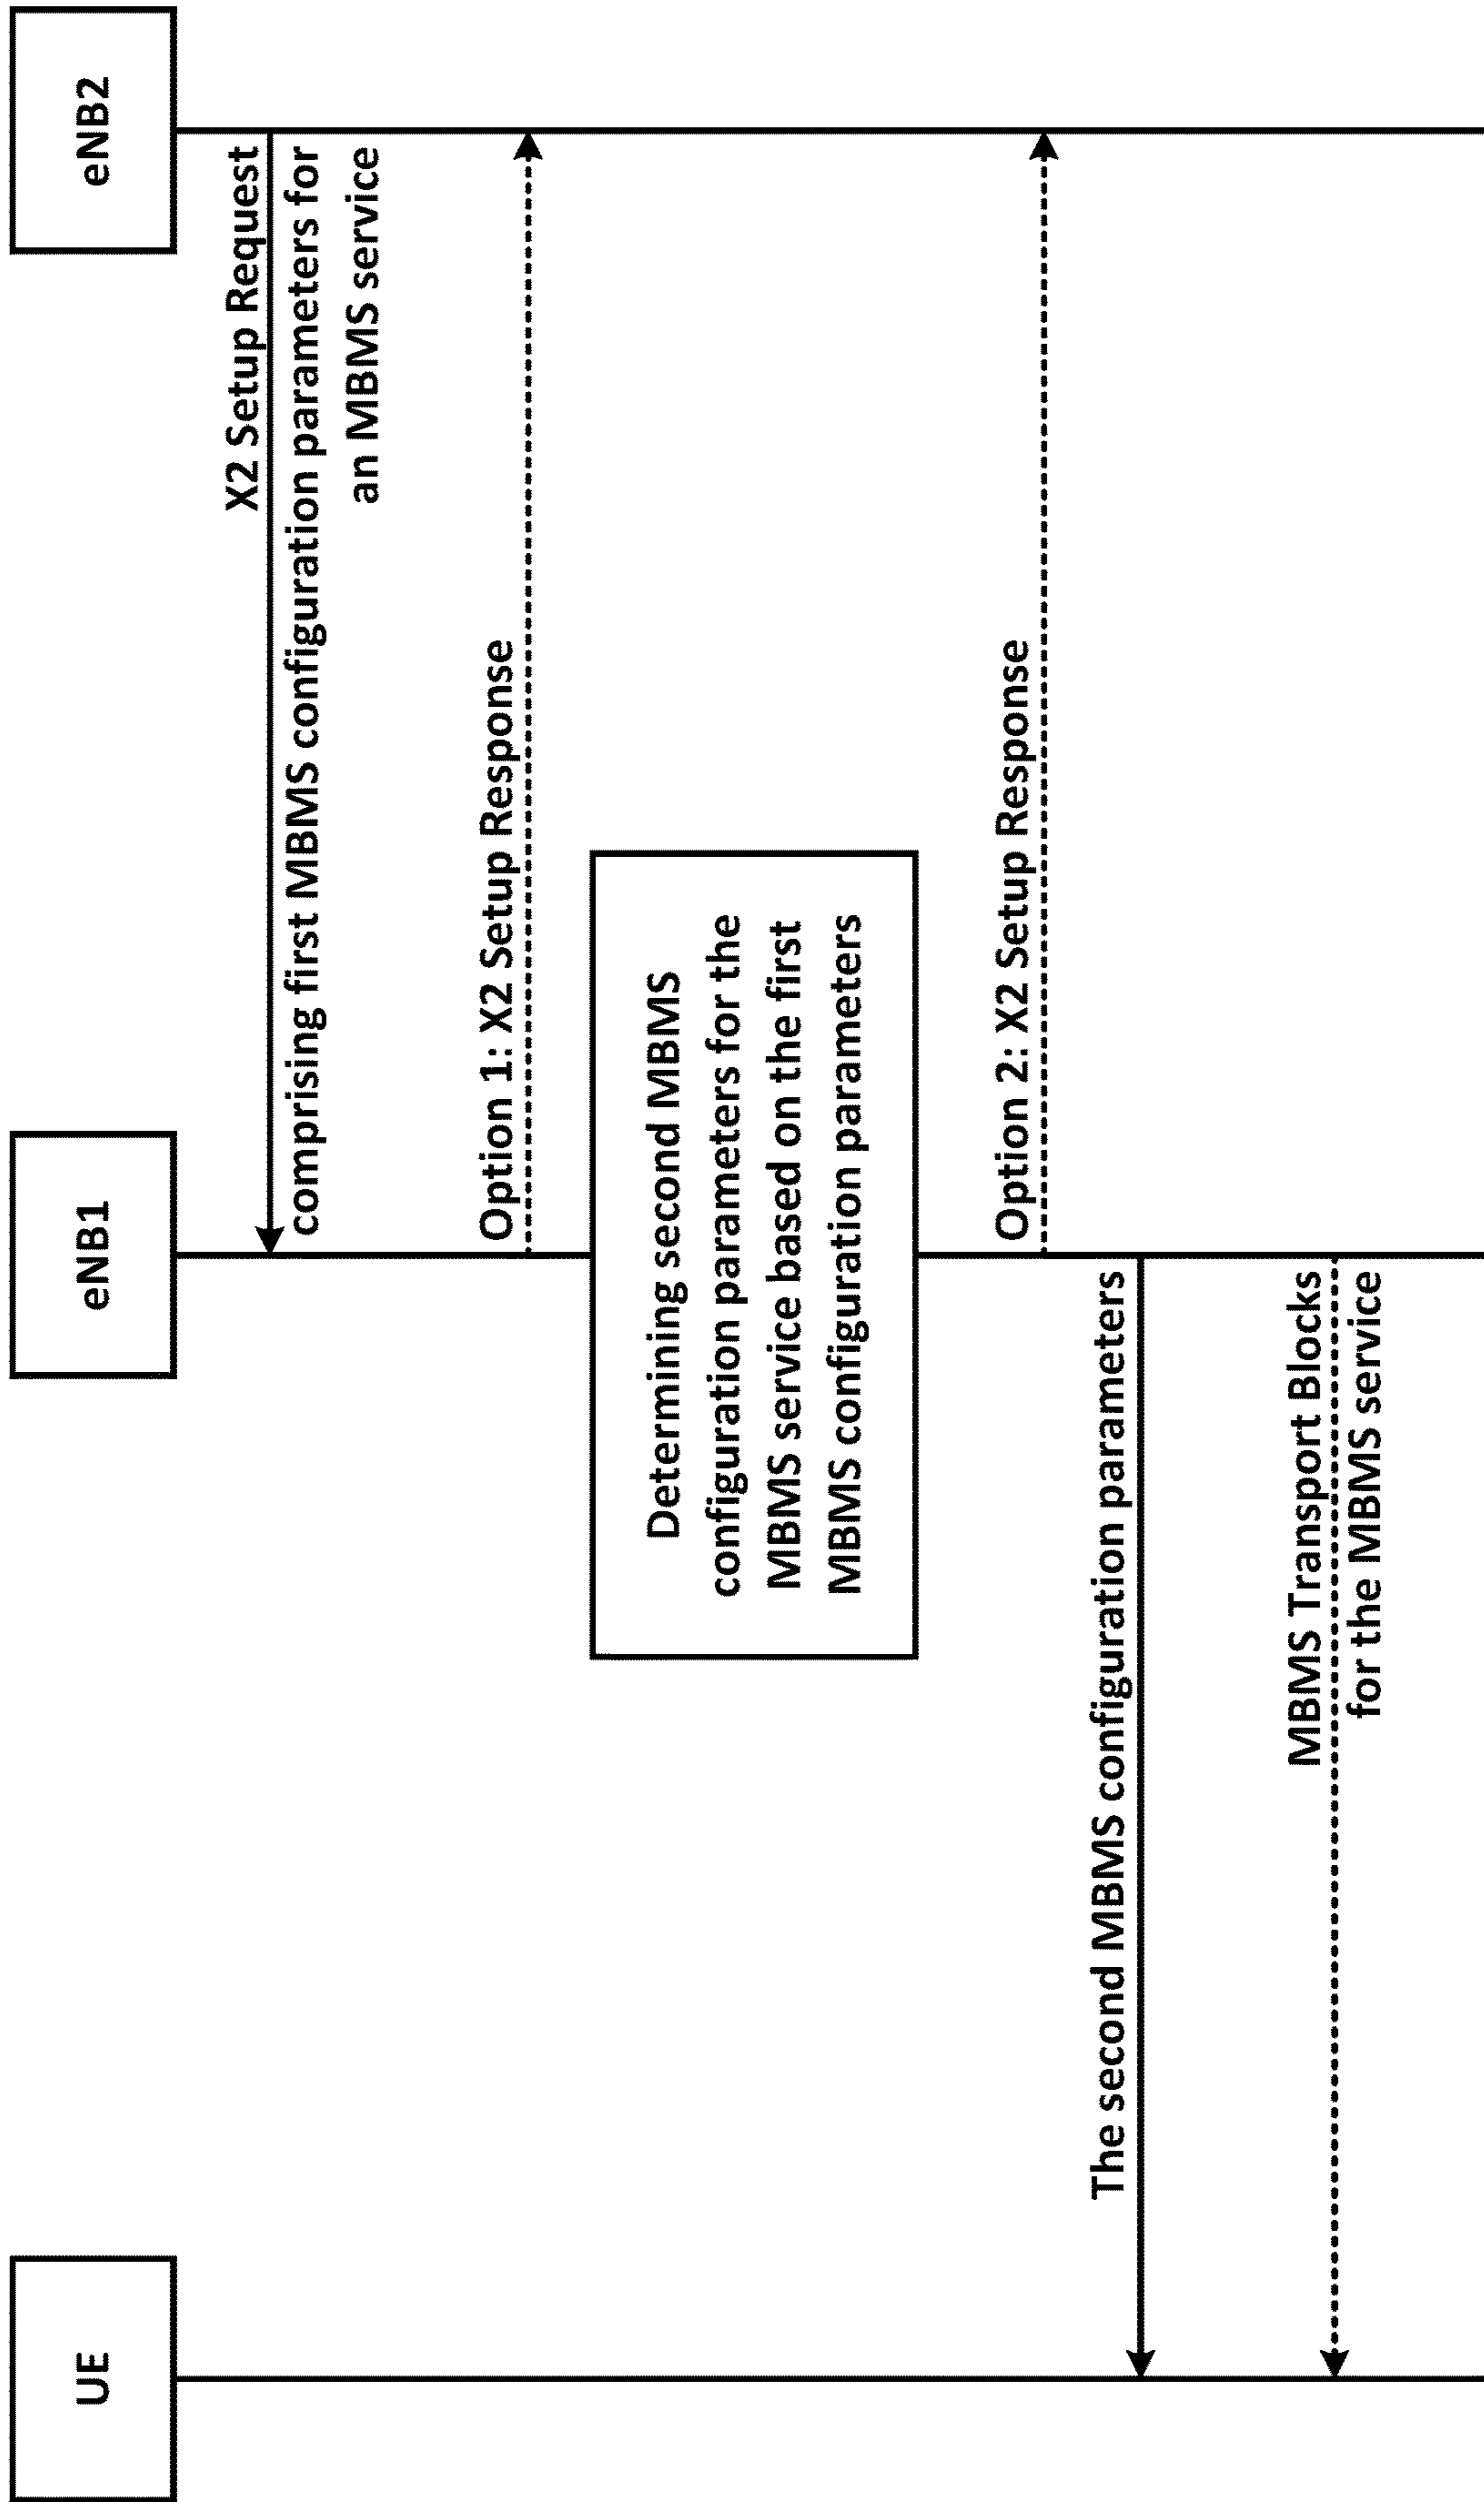 UE
eNB1
eNB2
X2 Setup Request
comprising first MBMS configuration parameters for
an MBMS service
Option 1: X2 Setup Response
Determining second MBMS
configuration parameters for the
MBMS service based on the first
MBMS configuration parameters
Option 2: X2 Setup Response
The second MBMS configuration parameters
MBMS Transport Blocks
for the MBMS service